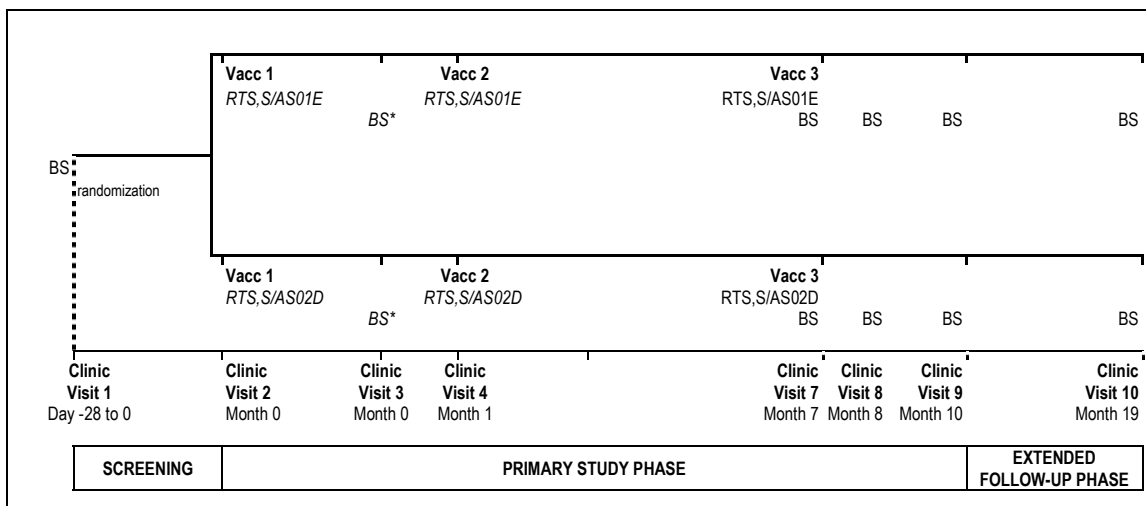 Vacc 1 Vacc 2 Vacc 3
RTS,S/AS01E RTS,S/AS01E RTS,S/AS01E
BS* BS BS BS BS
BS
randomization
Vacc 1 Vacc 2 Vacc 3
RTS,S/AS02D RTS,S/AS02D RTS,S/AS02D
BS* BS BS BS BS
Clinic Clinic Clinic Clinic Clinic Clinic Clinic Clinic
Visit 1 Visit 2 Visit 3 Visit 4 Visit 7 Visit 8 Visit 9 Visit 10
Day -28 to 0 Month 0 Month 0 Month 1 Month 7 Month 8 Month 10 Month 19
SCREENING PRIMARY STUDY PHASE EXTENDED
FOLLOW-UP PHASE